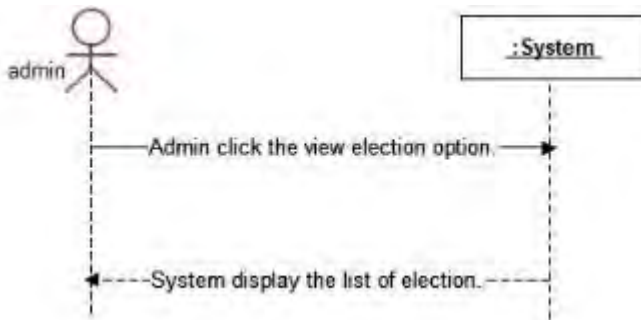 admin
:System
Admin click the view election option.
System display the list of election.